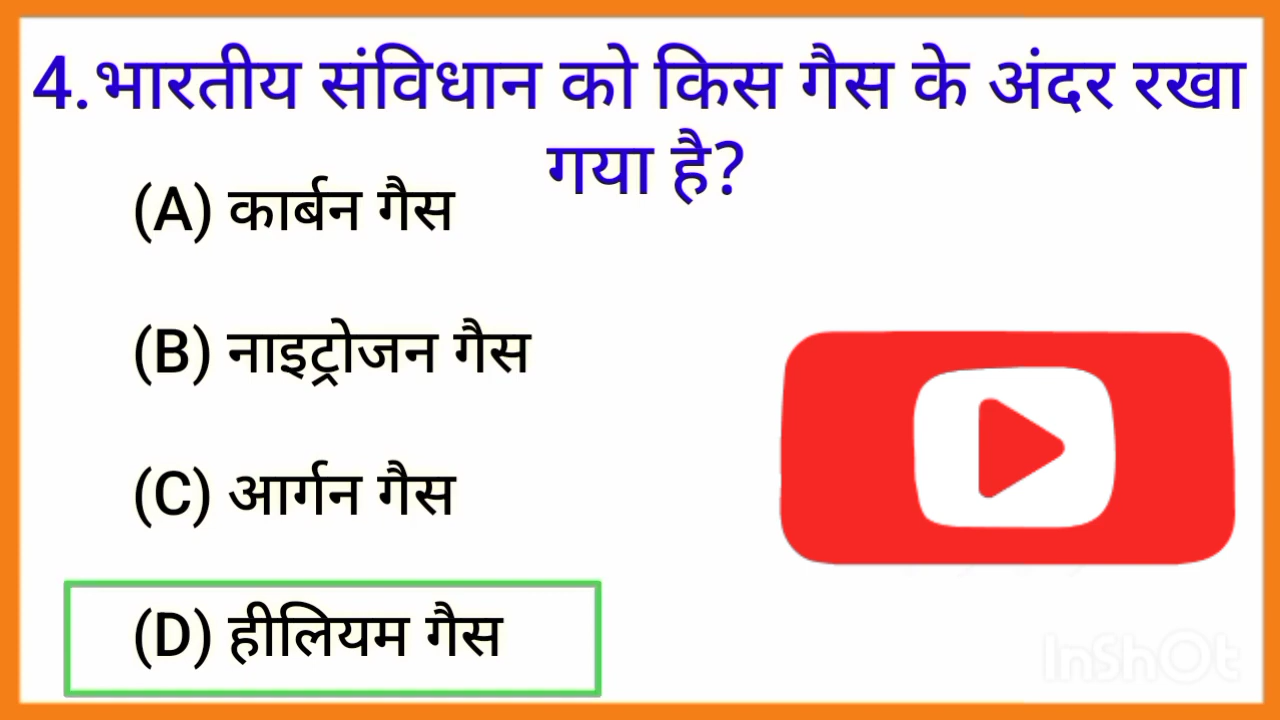 4.भारतीय संविधान को किस गैस के अंदर रखा
गया है?
(A) कार्बन गैस
(B) नाइट्रोजन गैस
(C) आर्गन गैस
(D) हीलियम गैस
InShOt